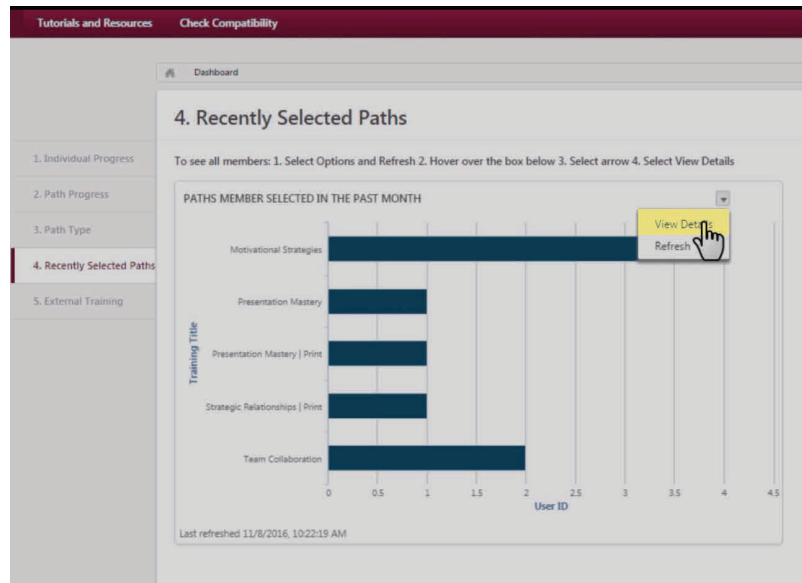 Tutorials and Resources Check Compatibility
Dashboard
4. Recently Selected Paths
To see all members: 1. Select Options and Refresh 2. Hover over the box below 3. Select arrow 4. Select View Details
1. Individual Progress
2. Path Progress
3. Path Type
4. Recently Selected Paths
5. External Training
PATHS MEMBER SELECTED IN THE PAST MONTH
View Details
Refresh
Training Title
Motivational Strategies
Presentation Mastery
Presentation Mastery | Print
Strategic Relationships | Print
Team Collaboration
0 0.5 1 1.5 2 2.5 3 3.5 4 4.5
User ID
Last refreshed 11/8/2016, 10:22:19 AM